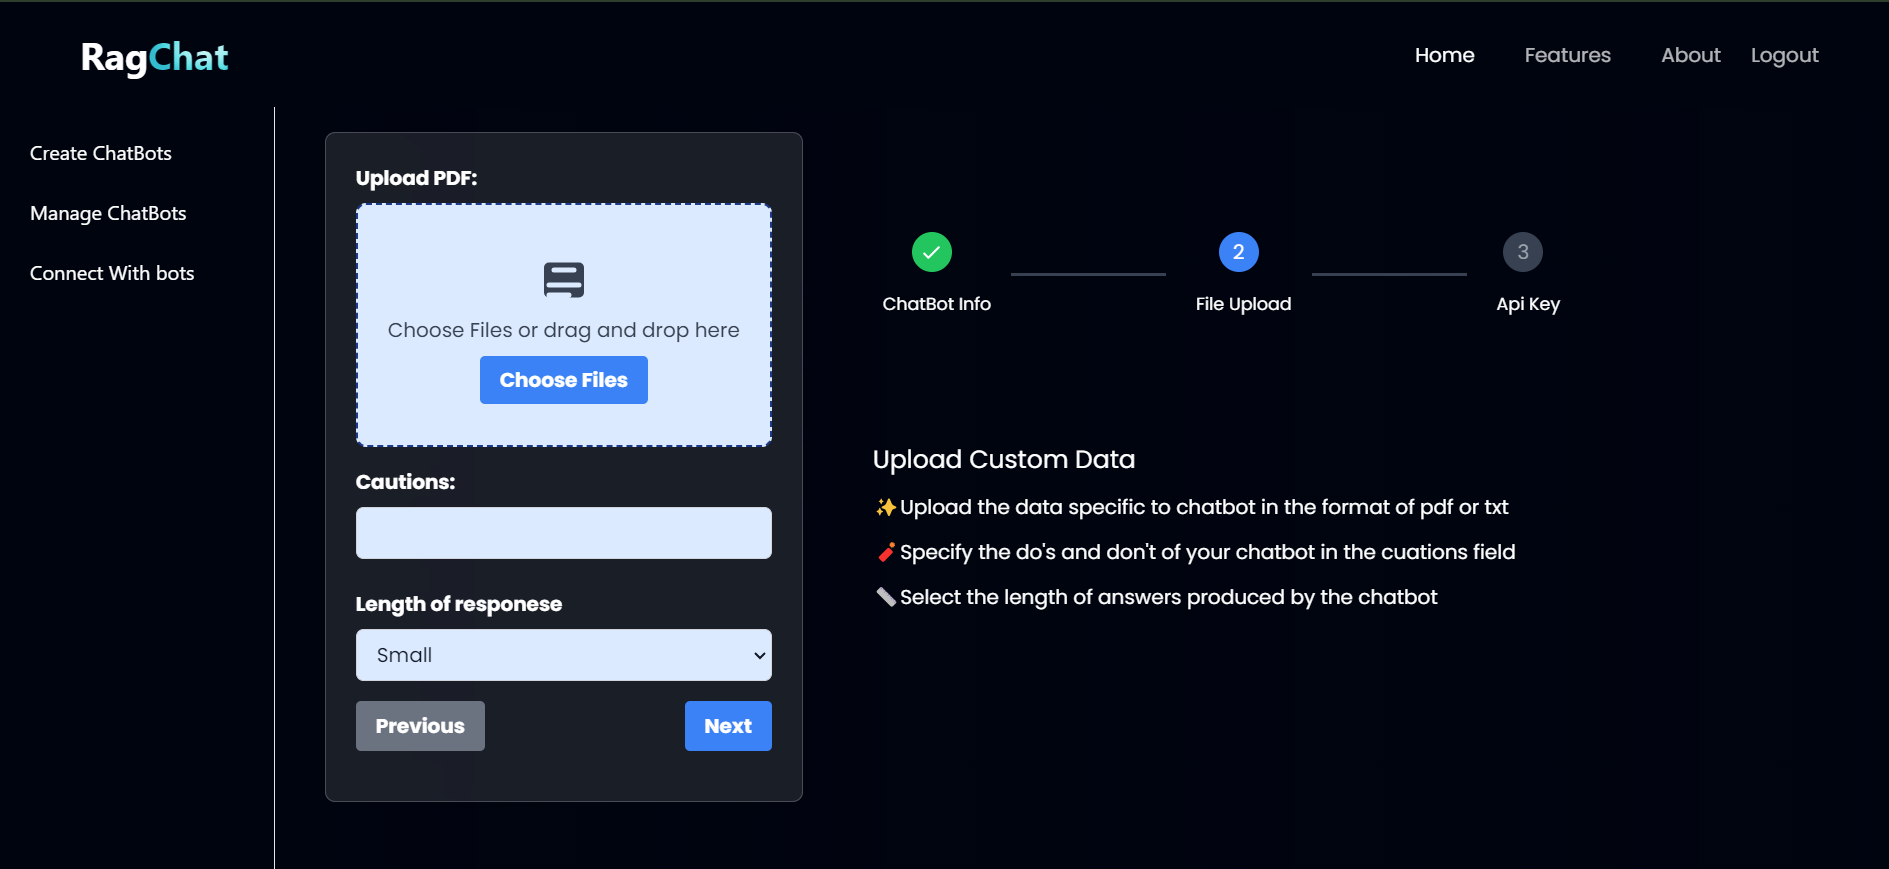 RagChat
Home Features About Logout
Create ChatBots
Manage ChatBots
Connect With bots
Upload PDF:
Choose Files or drag and drop here
Choose Files
Cautions:
Length of responese
Small
Previous Next
2 3
ChatBot Info File Upload Api Key
Upload Custom Data
✨Upload the data specific to chatbot in the format of pdf or txt
🧨Specify the do's and don't of your chatbot in the cuations field
📏Select the length of answers produced by the chatbot